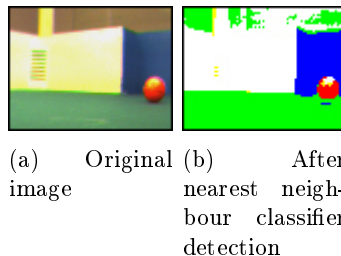 (a) Original
image
(b) After
nearest neigh-
bour classifier
detection